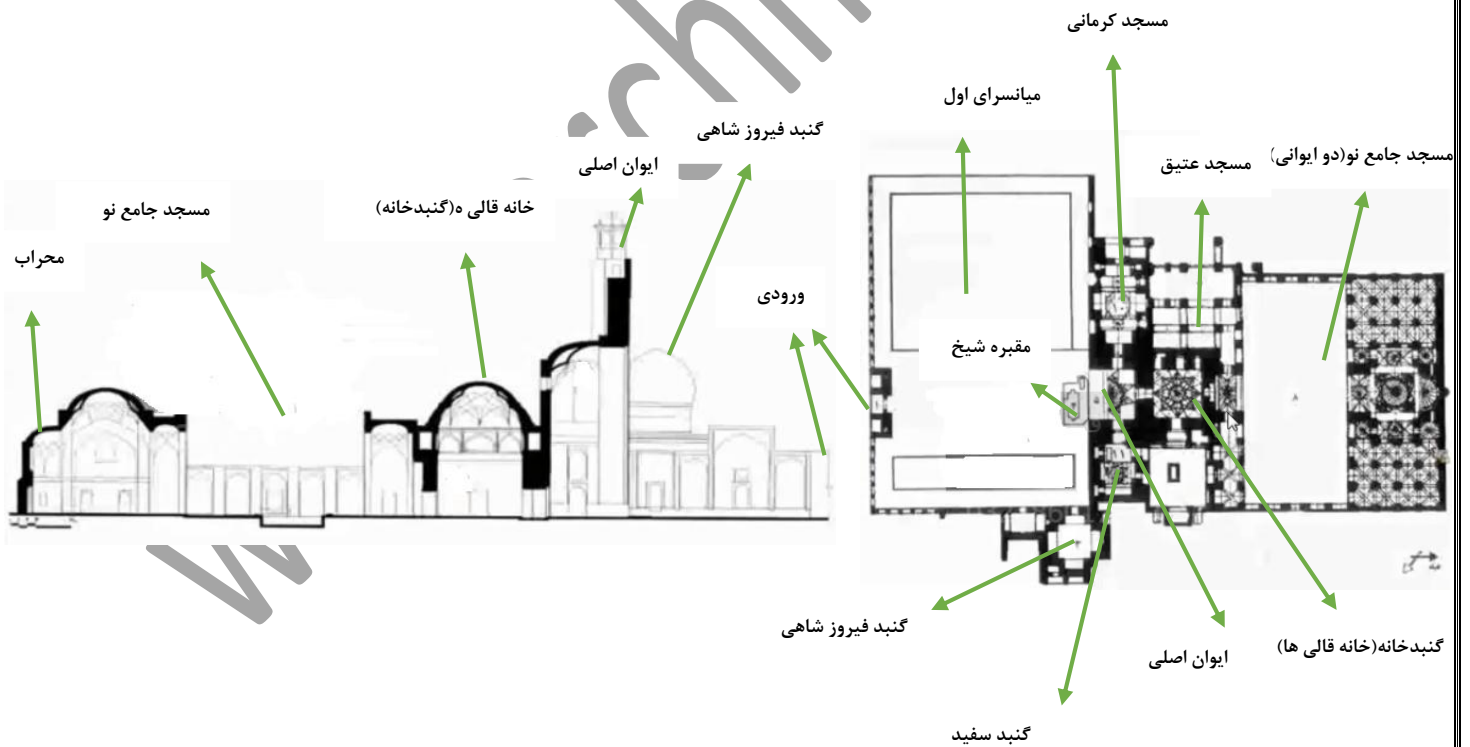 مسجد کرمانی
میانسرای اول
گنبد فیروز شاهی
ایوان اصلی
مسجد جامع نو(دو ایوانی)
مسجد عتیق
خانه قالی ه(گنبدخانه)
مسجد جامع نو
محراب
ورودی
مقبره شیخ
گنبد فیروز شاهی
ایوان اصلی
گنبدخانه(خانه قالی ها)
گنبد سفید